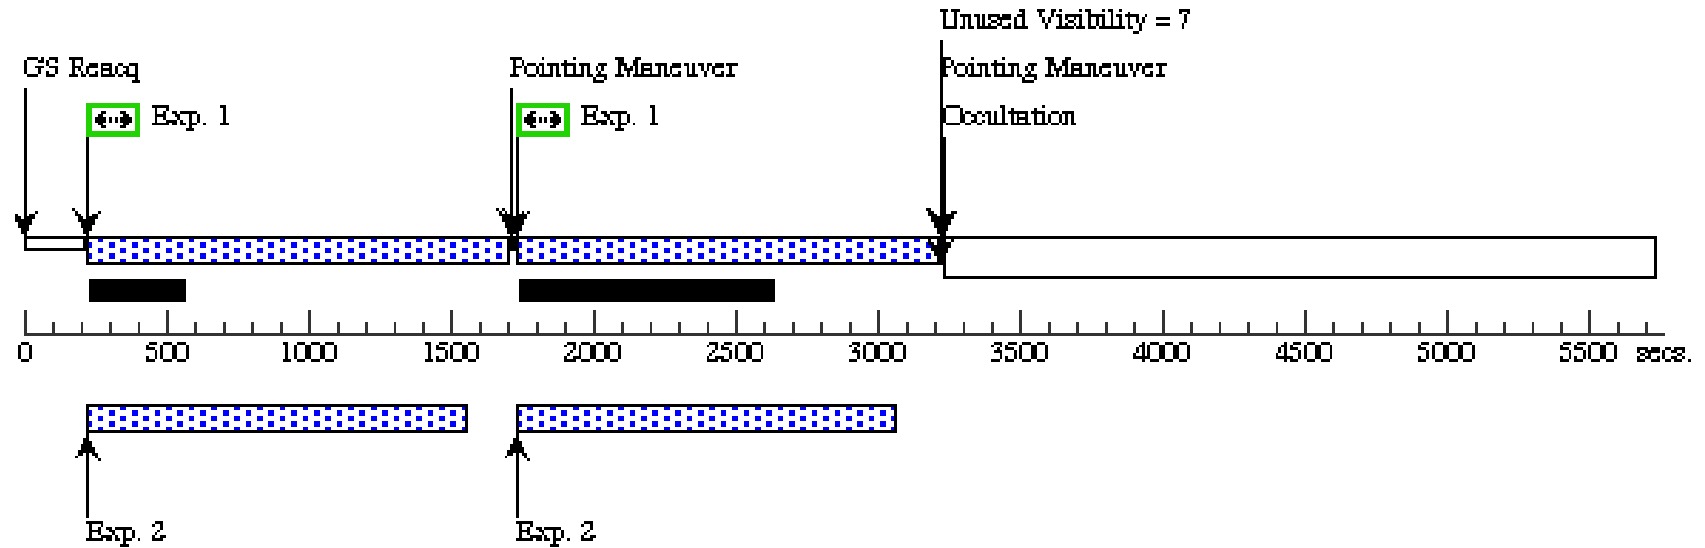 Unused Visibility = 7
GS Reacq Pointing Maneuver Pointing Maneuver
Exp. 1 Exp. 1 Occultation
0 500 1000 1500 2000 2500 3000 3500 4000 4500 5000 5500 secs.
Exp. 2 Exp. 2